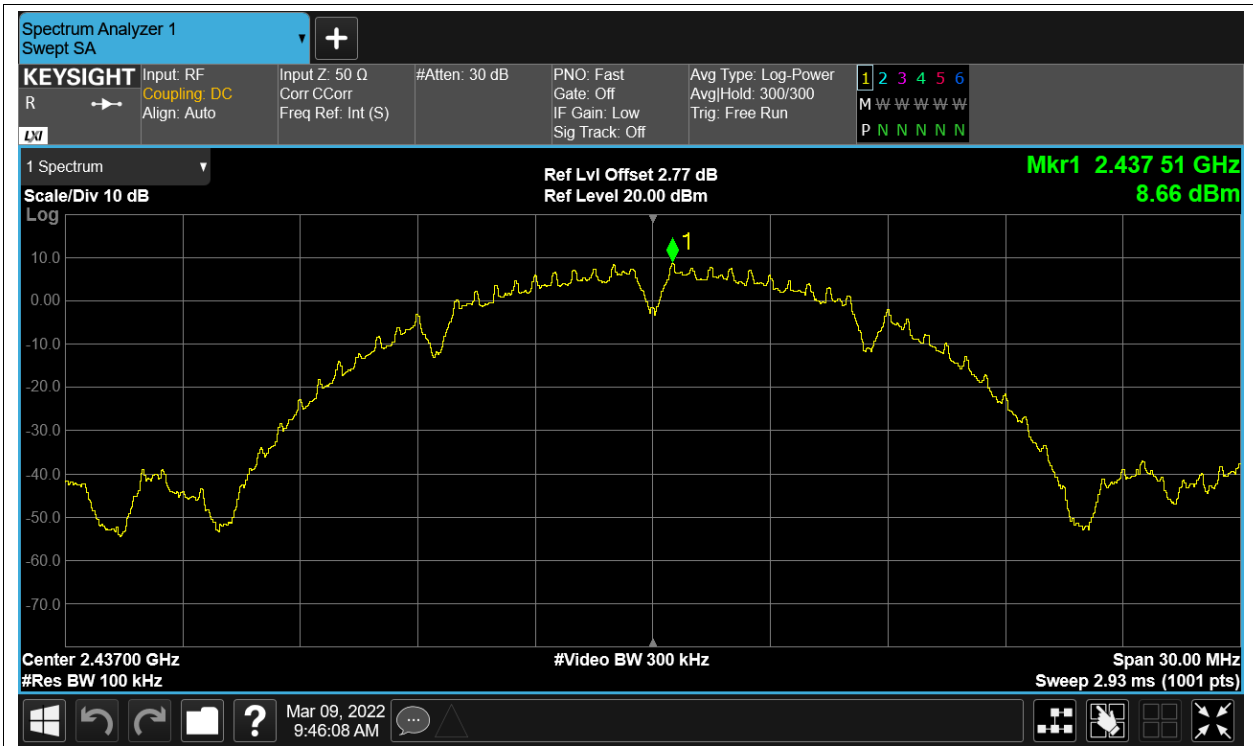 Spectrum Analyzer 1
Swept SA
KEYSIGHT
R
LXI
Input: RF
Coupling: DC
Align: Auto
Input Z: 50 Ω
Corr CCorr
Freq Ref: Int (S)
#Atten: 30 dB
PNO: Fast
Gate: Off
IF Gain: Low
Sig Track: Off
Avg Type: Log-Power
Avg|Hold: 300/300
Trig: Free Run
1 2 3 4 5 6
M W W W W W
P N N N N N
1 Spectrum
Scale/Div 10 dB
Ref Lvl Offset 2.77 dB
Ref Level 20.00 dBm
Mkr1 2.437 51 GHz
8.66 dBm
Log
1
10.0
0.00
-10.0
-20.0
-30.0
-40.0
-50.0
-60.0
-70.0
Center 2.43700 GHz
#Res BW 100 kHz
#Video BW 300 kHz
Span 30.00 MHz
Sweep 2.93 ms (1001 pts)
?
Mar 09, 2022
9:46:08 AM